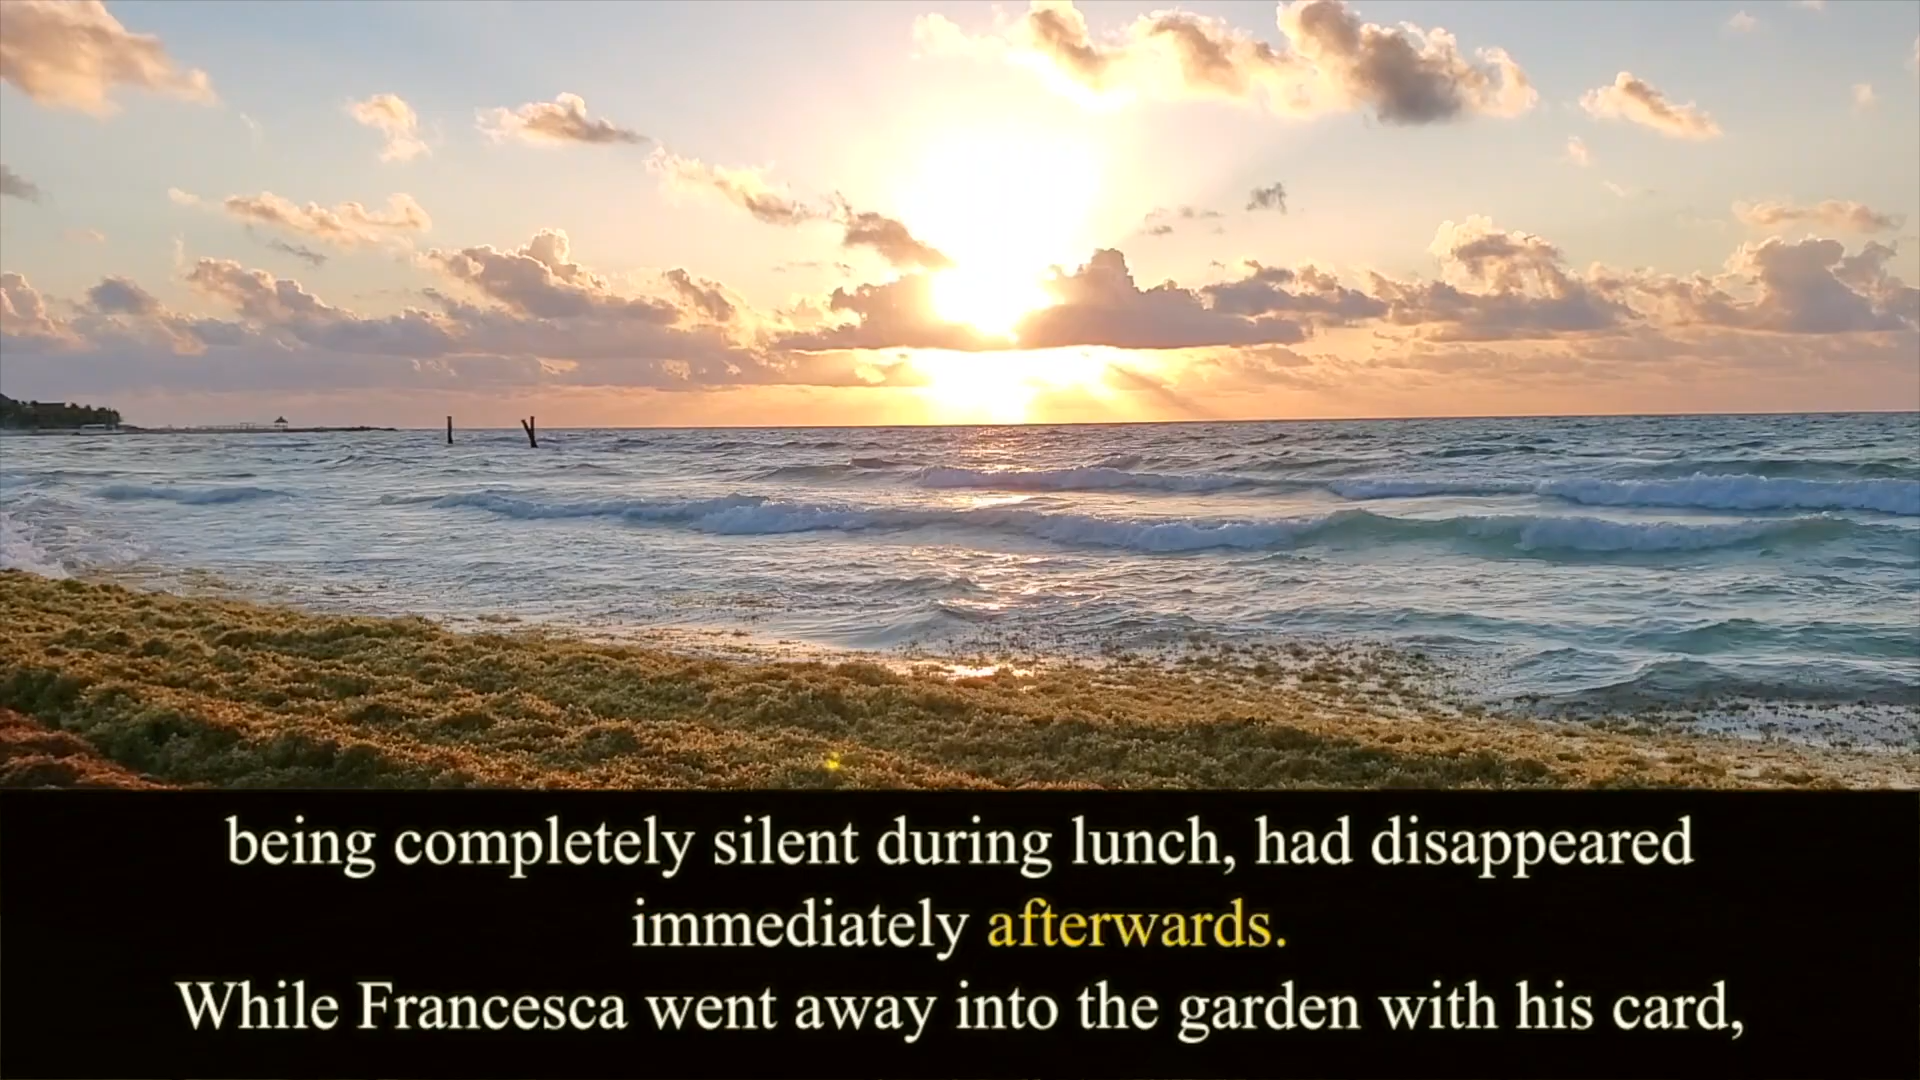 being completely silent during lunch, had disappeared
immediately afterwards.
While Francesca went away into the garden with his card,